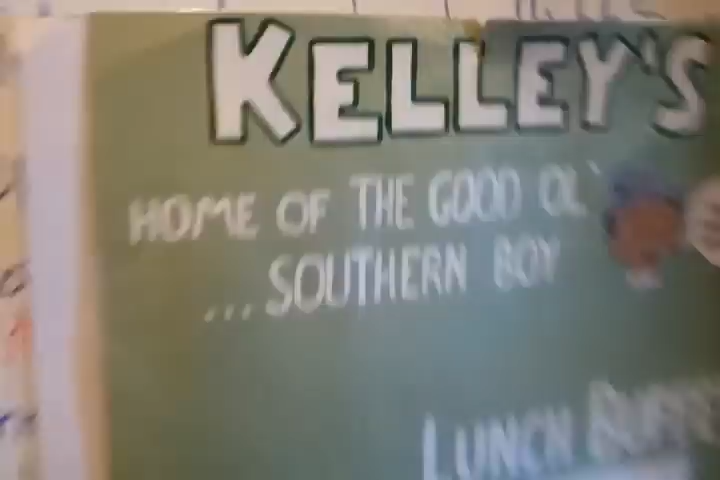 KELLEY'S
HOME OF THE GOOD OL'
...SOUTHERN BOY
LUNCH